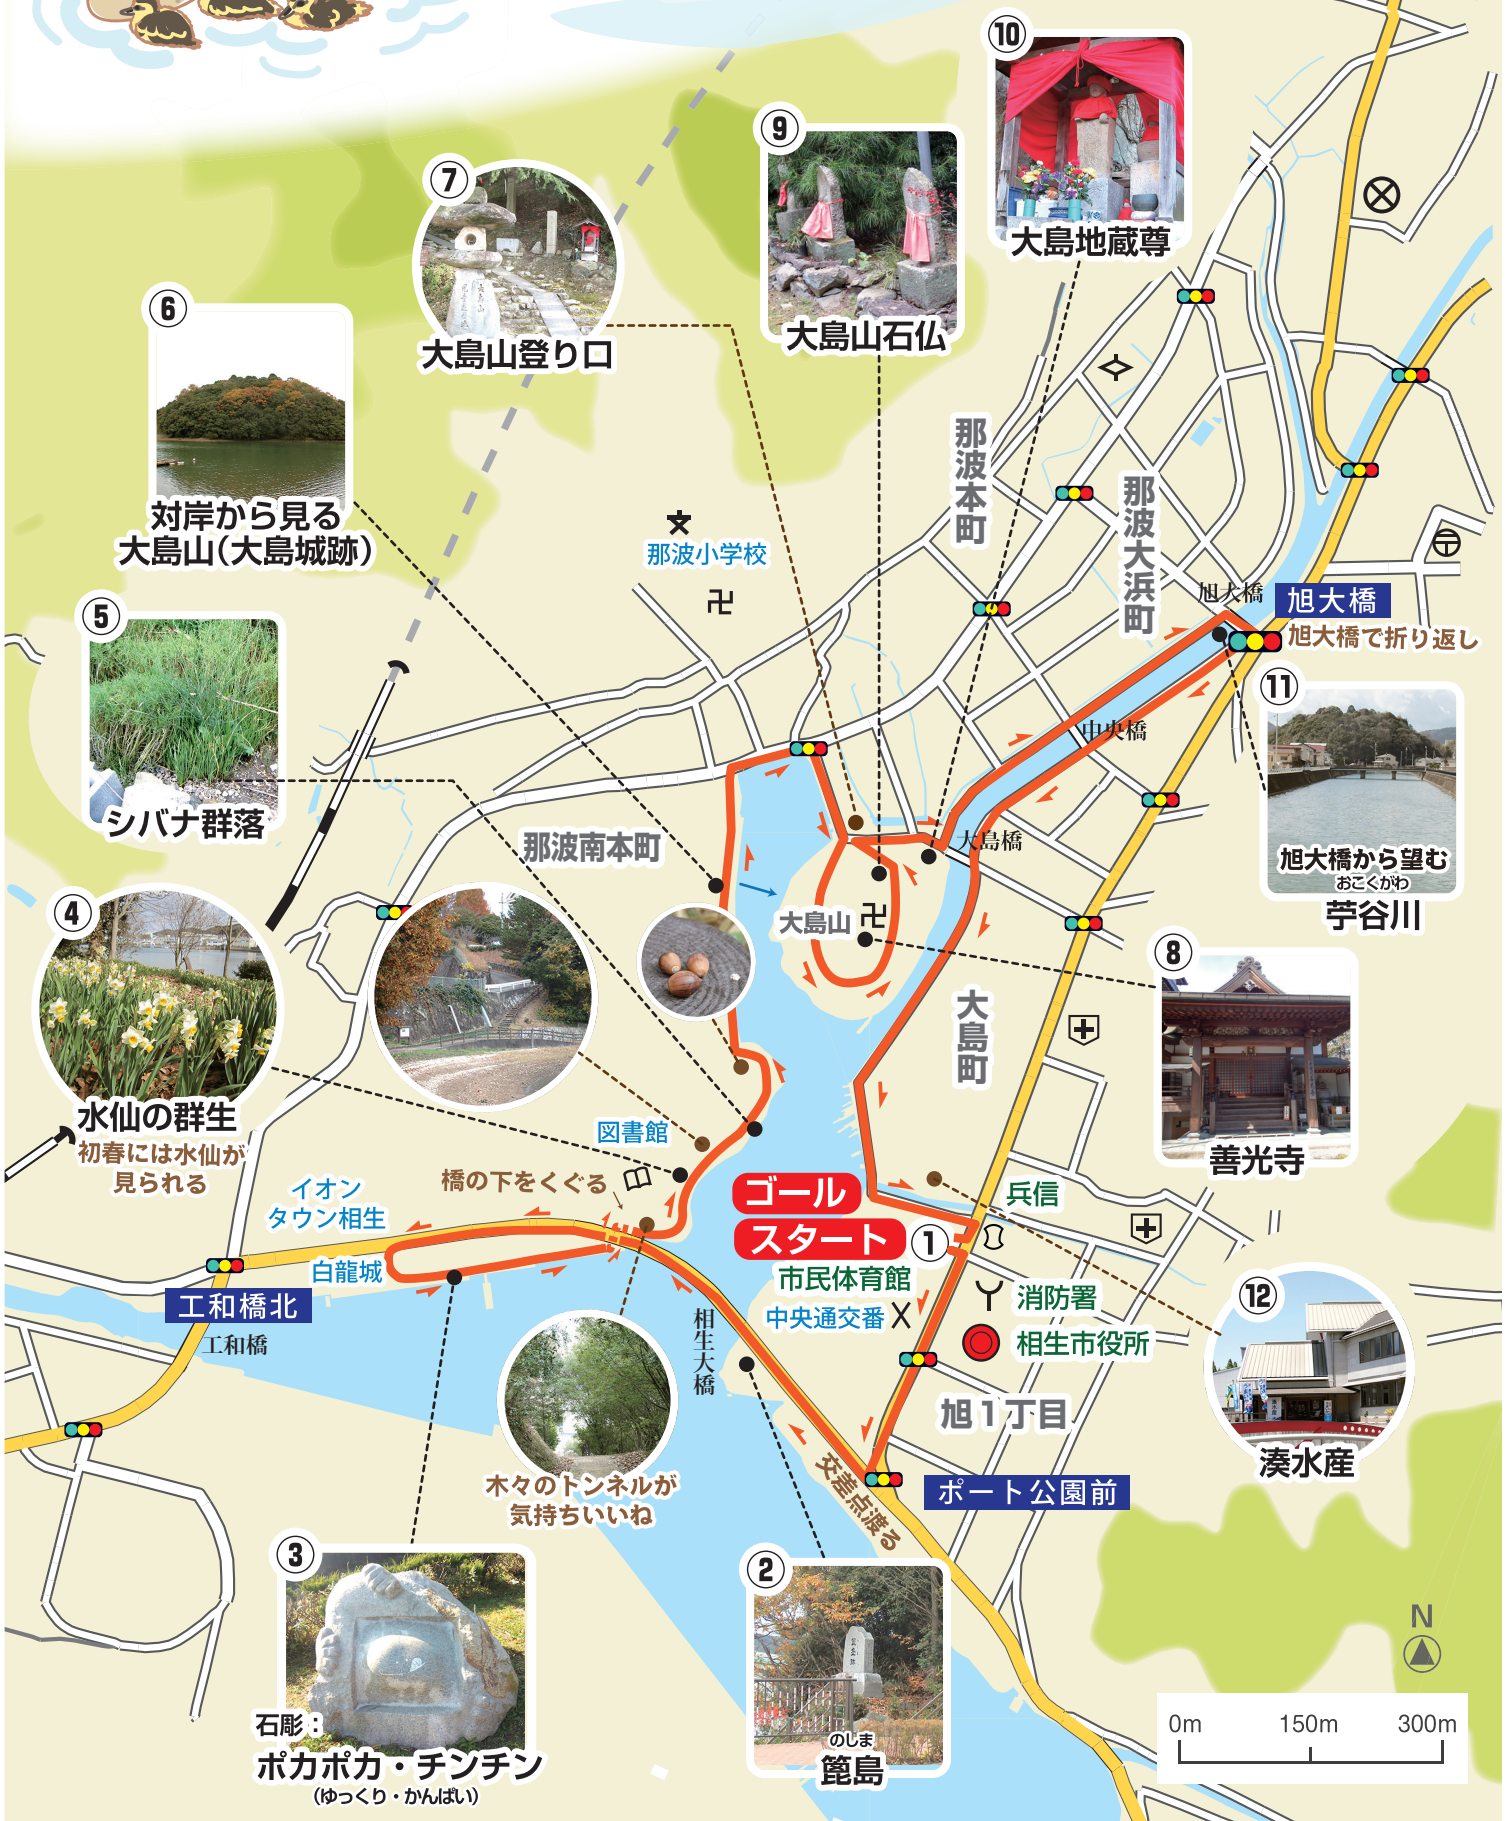 ⑩
大島地蔵尊
⑨
大島山石仏
⑦
大島山登り口
⑥
対岸から見る
大島山(大島城跡)
那波本町
那波大浜町
那波小学校
旭大橋
旭大橋
旭大橋で折り返し
⑤
シバナ群落
⑪
旭大橋から望む
おこくがわ
苧谷川
中央橋
大島橋
那波南本町
④
水仙の群生
初春には水仙が
見られる
大島山
⑧
善光寺
大島町
図書館
橋の下をくぐる
イオン
タウン相生
白龍城
工和橋北
工和橋
ゴール
スタート
①
市民体育館
中央通交番
兵信
消防署
相生市役所
⑫
湊水産
相生大橋
旭1丁目
ポート公園前
交差点渡る
木々のトンネルが
気持ちいいね
③
石彫:
ポカポカ・チンチン
(ゆっくり・かんぱい)
②
のしま
箆島
N
0m 150m 300m